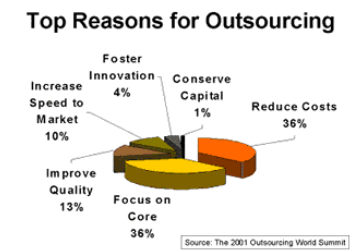 Top Reasons for Outsourcing
Foster
Innovation
4%
Conserve
Capital
1%
Increase
Speed to
Market
10%
Reduce Costs
36%
Improve
Quality
13%
Focus on
Core
36%
Source: The 2001 Outsourcing World Summit